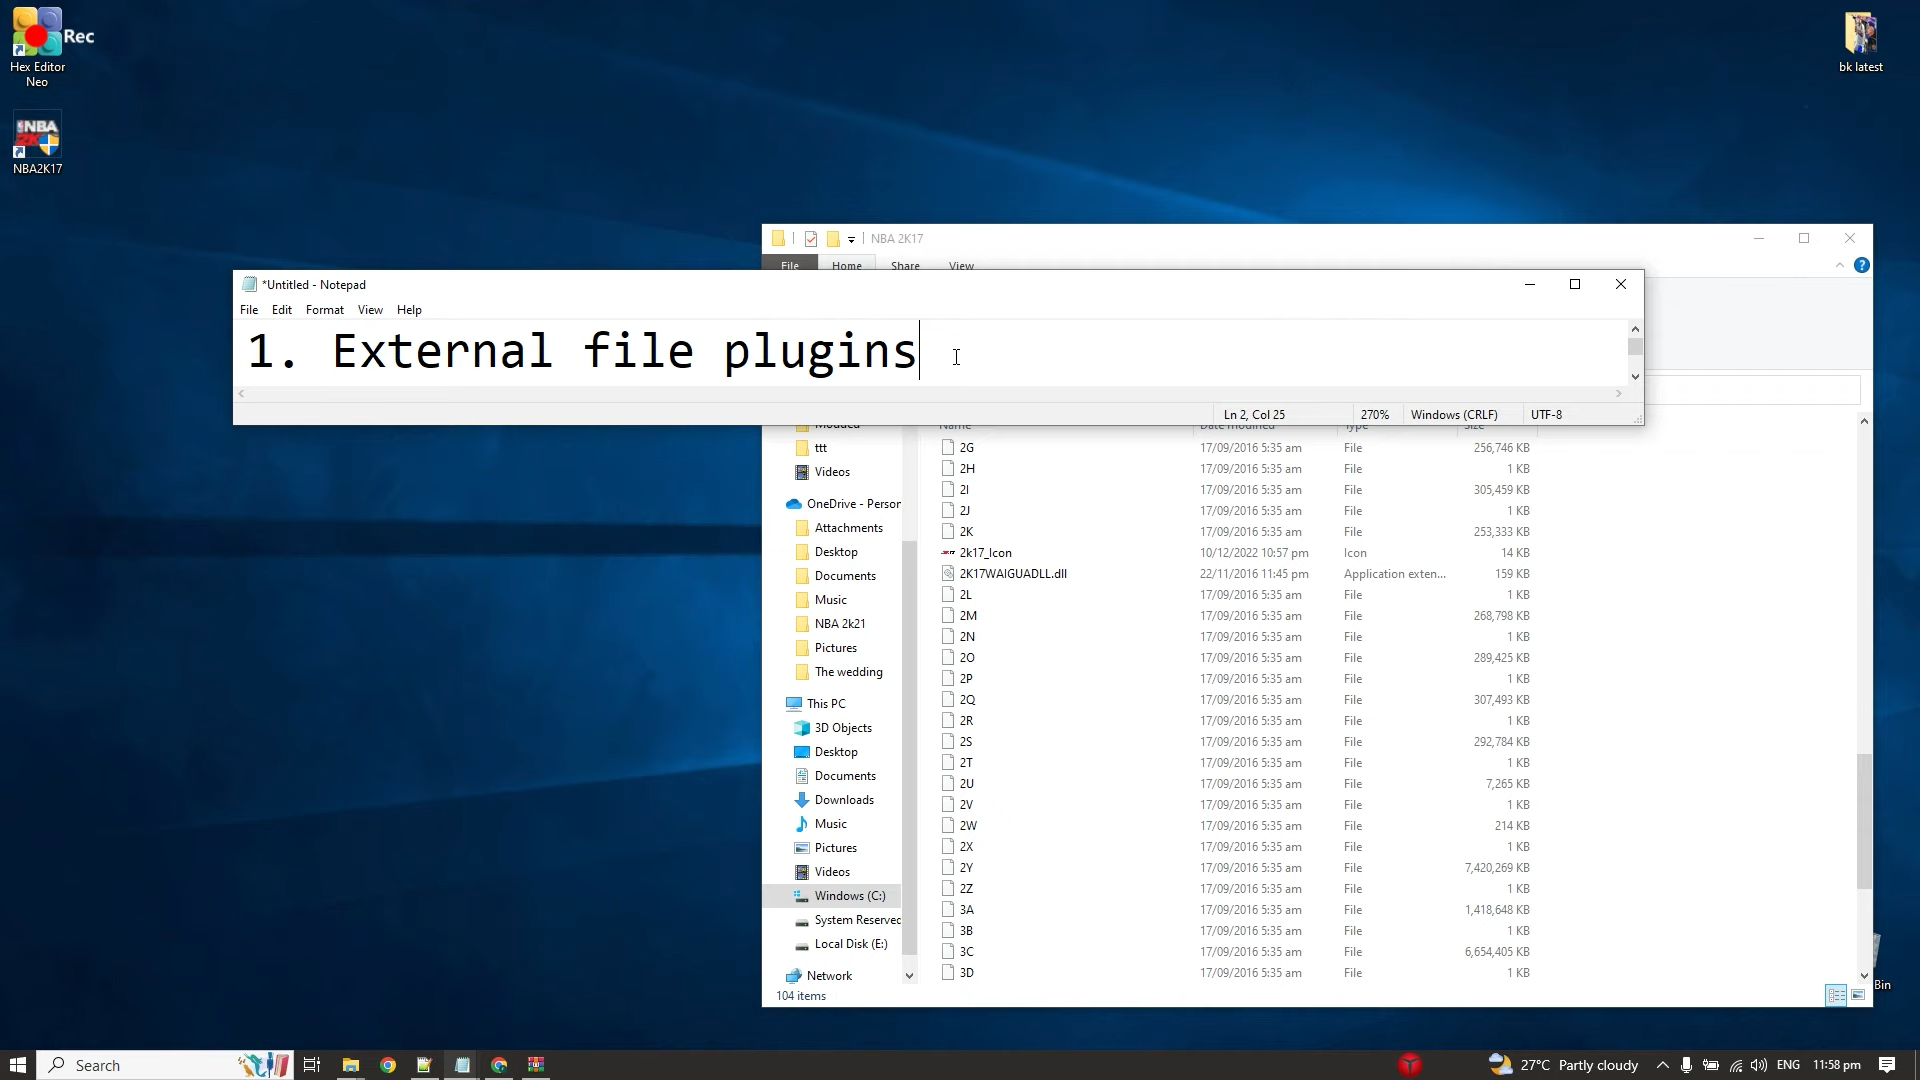 Rec
Hex Editor
Neo
NBA2K17
bk latest
NBA 2K17
File Home Share View
*Untitled - Notepad
File Edit Format View Help
1. External file plugins
Ln 2, Col 25 270% Windows (CRLF) UTF-8
Modded
Name Date modified Type Size
ttt
Videos
OneDrive - Person
Attachments
Desktop
Documents
Music
NBA 2k21
Pictures
The wedding
This PC
3D Objects
Desktop
Documents
Downloads
Music
Pictures
Videos
Windows (C:)
System Reserved
Local Disk (E:)
Network
2G 17/09/2016 5:35 am File 256,746 KB
2H 17/09/2016 5:35 am File 1 KB
2I 17/09/2016 5:35 am File 305,459 KB
2J 17/09/2016 5:35 am File 1 KB
2K 17/09/2016 5:35 am File 253,333 KB
2k17_Icon 10/12/2022 10:57 pm Icon 14 KB
2K17WAIGUADLL.dll 22/11/2016 11:45 pm Application exten... 159 KB
2L 17/09/2016 5:35 am File 1 KB
2M 17/09/2016 5:35 am File 268,798 KB
2N 17/09/2016 5:35 am File 1 KB
2O 17/09/2016 5:35 am File 289,425 KB
2P 17/09/2016 5:35 am File 1 KB
2Q 17/09/2016 5:35 am File 307,493 KB
2R 17/09/2016 5:35 am File 1 KB
2S 17/09/2016 5:35 am File 292,784 KB
2T 17/09/2016 5:35 am File 1 KB
2U 17/09/2016 5:35 am File 7,265 KB
2V 17/09/2016 5:35 am File 1 KB
2W 17/09/2016 5:35 am File 214 KB
2X 17/09/2016 5:35 am File 1 KB
2Y 17/09/2016 5:35 am File 7,420,269 KB
2Z 17/09/2016 5:35 am File 1 KB
3A 17/09/2016 5:35 am File 1,418,648 KB
3B 17/09/2016 5:35 am File 1 KB
3C 17/09/2016 5:35 am File 6,654,405 KB
3D 17/09/2016 5:35 am File 1 KB
104 items
Bin
Search
27°C Partly cloudy ENG 11:58 pm